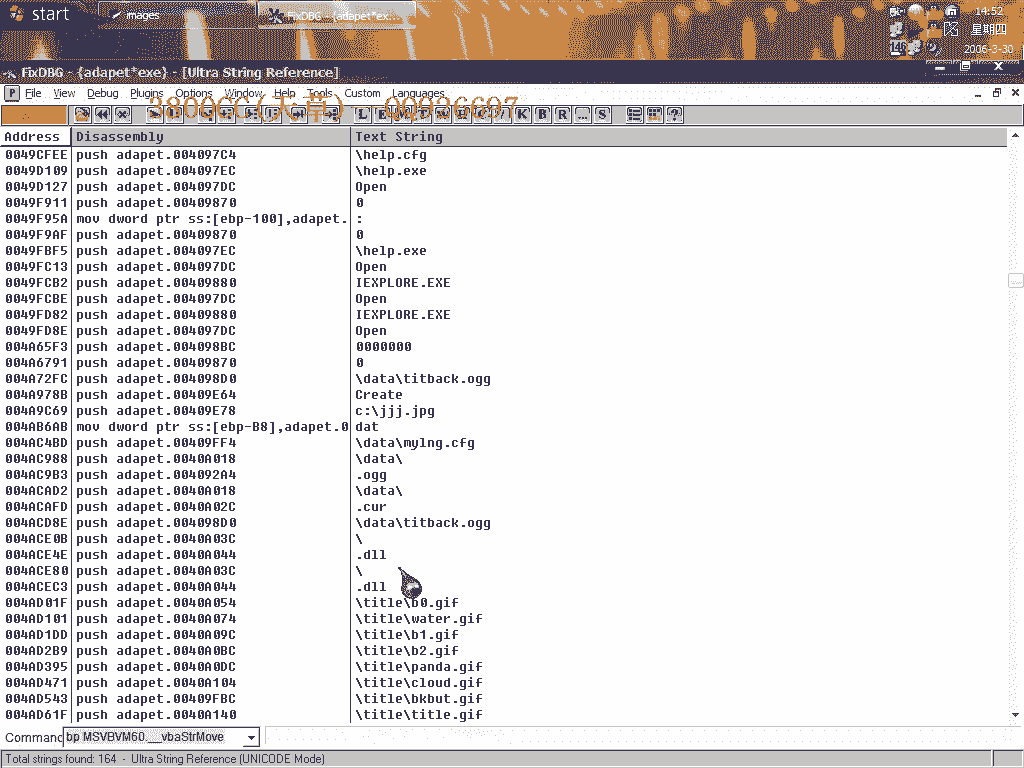 start
images
FixDBG - {adapet*ex...
14:52
星期四
2006-3-30
FixDBG - {adapet*exe} - [Ultra String Reference]
File View Debug Plugins Options Window Help Tools Custom Languages
3800CC(天草) QQ936697
K B R ... S ?
Address Disassembly Text String
0049CFEE push adapet.004097C4 \help.cfg
0049D109 push adapet.004097EC \help.exe
0049D127 push adapet.004097DC Open
0049F911 push adapet.00409870 0
0049F95A mov dword ptr ss:[ebp-100],adapet. :
0049F9AF push adapet.00409870 0
0049FBF5 push adapet.004097EC \help.exe
0049FC13 push adapet.004097DC Open
0049FCB2 push adapet.00409880 IEXPLORE.EXE
0049FCBE push adapet.004097DC Open
0049FD82 push adapet.00409880 IEXPLORE.EXE
0049FD8E push adapet.004097DC Open
004A65F3 push adapet.004098BC 0000000
004A6791 push adapet.00409870 0
004A72FC push adapet.004098D0 \data\titback.ogg
004A978B push adapet.00409E64 Create
004A9C69 push adapet.00409E78 c:\jjj.jpg
004AB6AB mov dword ptr ss:[ebp-B8],adapet.0 dat
004AC4BD push adapet.00409FF4 \data\mylng.cfg
004AC988 push adapet.0040A018 \data\
004AC9B3 push adapet.004092A4 .ogg
004ACAD2 push adapet.0040A018 \data\
004ACAFD push adapet.0040A02C .cur
004ACD8E push adapet.004098D0 \data\titback.ogg
004ACE0B push adapet.0040A03C \
004ACE4E push adapet.0040A044 .dll
004ACE80 push adapet.0040A03C \
004ACEC3 push adapet.0040A044 .dll
004AD01F push adapet.0040A054 \title\b0.gif
004AD101 push adapet.0040A074 \title\water.gif
004AD1DD push adapet.0040A09C \title\b1.gif
004AD2B9 push adapet.0040A0BC \title\b2.gif
004AD395 push adapet.0040A0DC \title\panda.gif
004AD471 push adapet.0040A104 \title\cloud.gif
004AD543 push adapet.00409FBC \title\bkbut.gif
004AD61F push adapet.0040A140 \title\title.gif
Command bp MSVBVM60.__vbaStrMove
Total strings found: 164 - Ultra String Reference (UNICODE Mode)